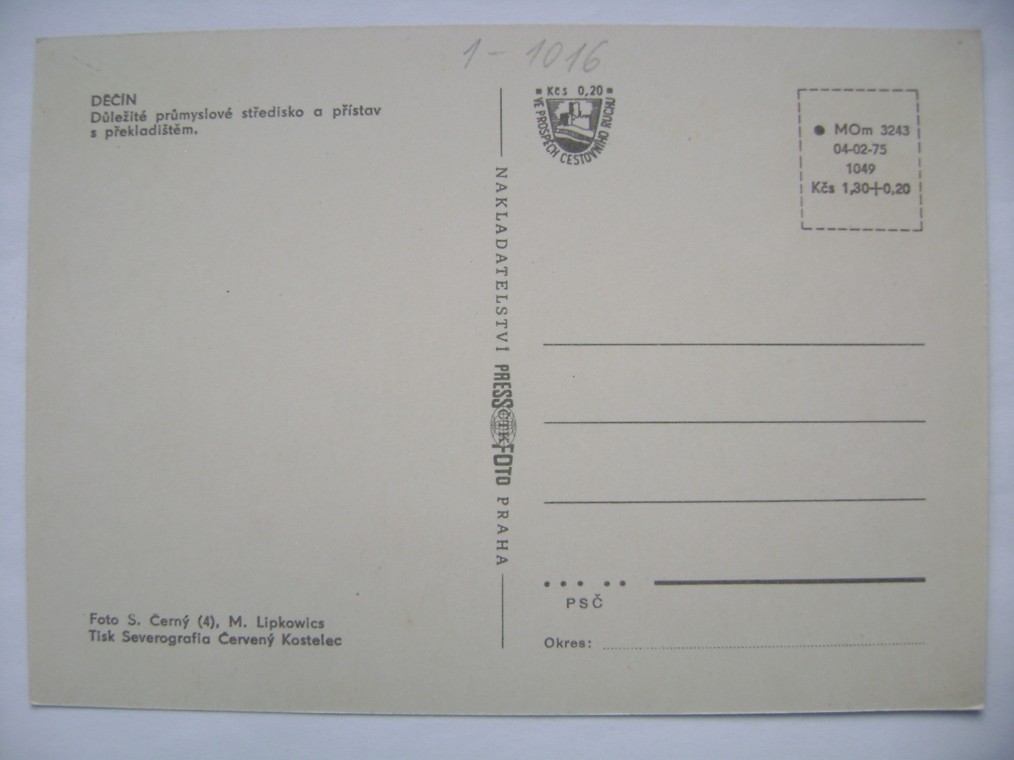 1-1016
DĚČÍN
Důležité průmyslové středisko a přístav
s překladištěm.
Foto S. Černý (4), M. Lipkowics
Tisk Severografia Červený Kostelec
NAKLADATELSTVÍ PRESSFOTO PRAHA
ČTK
Kčs 0,20
VE PROSPĚCH CESTOVNÍHO RUCHU
MOm 3243
04-02-75
1049
Kčs 1,30+0,20
PSČ
Okres: